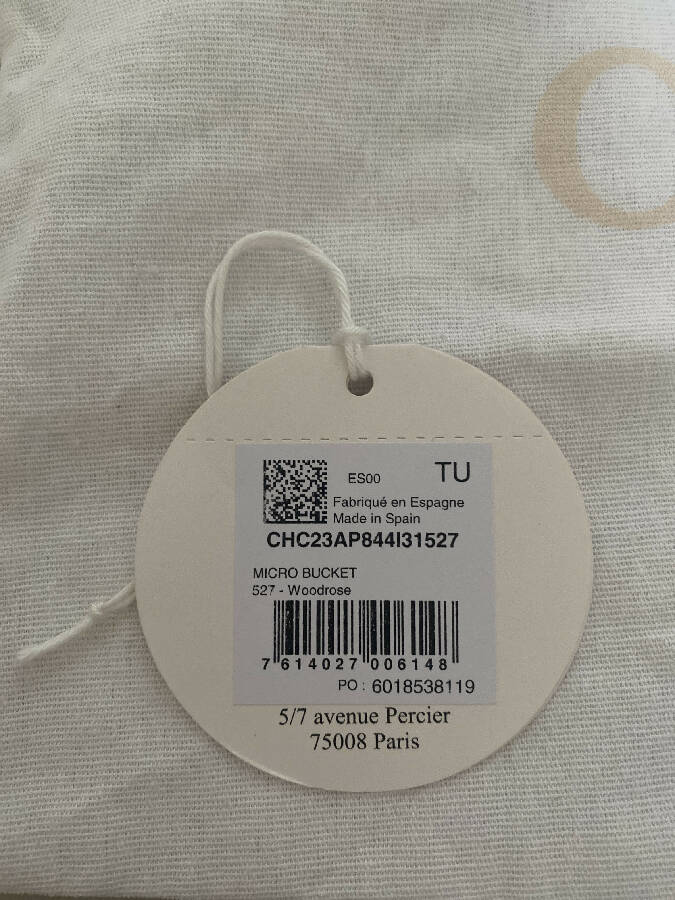 C
ES00 TU
Fabriqué en Espagne
Made in Spain
CHC23AP844I31527
MICRO BUCKET
527 - Woodrose
7 614027 006148
PO : 6018538119
5/7 avenue Percier
75008 Paris